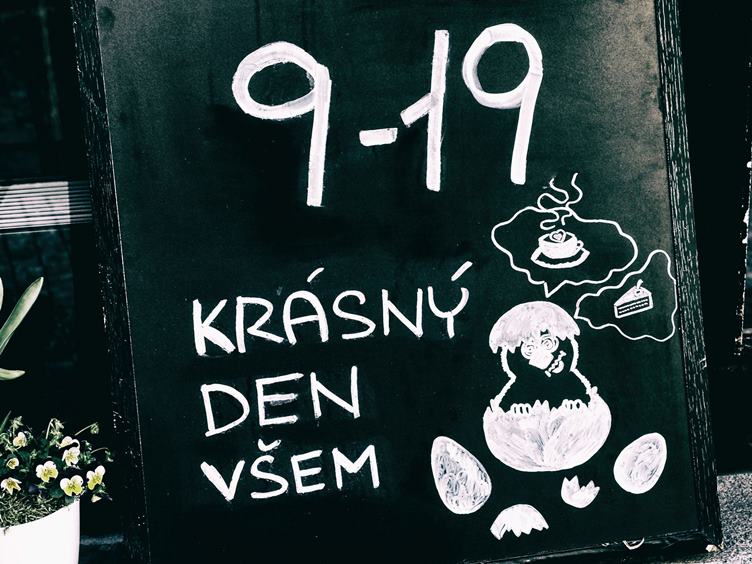 9-19
KRÁSNÝ
DEN
VŠEM